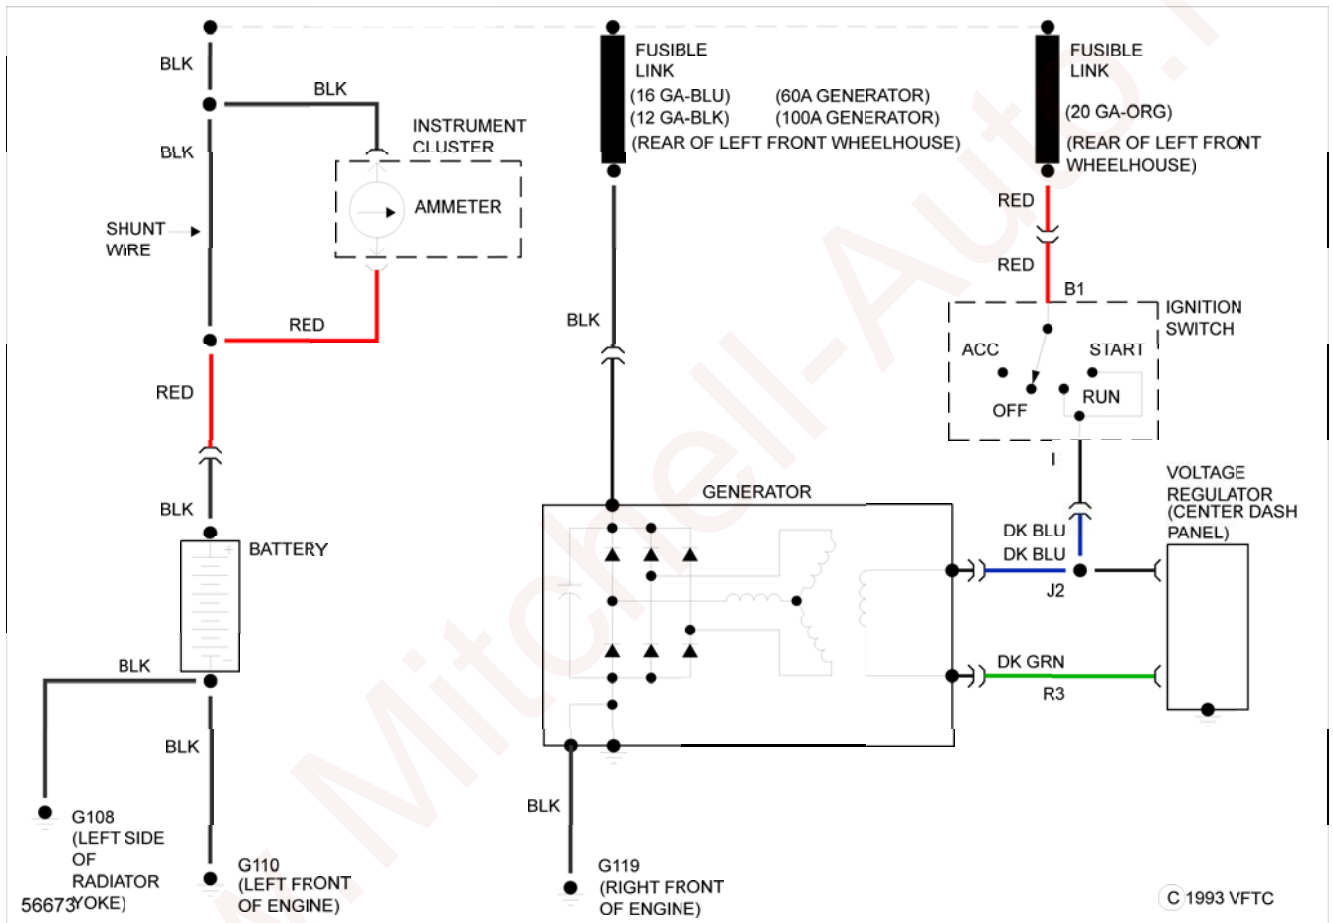 BLK
BLK
BLK
SHUNT
WIRE
INSTRUMENT
CLUSTER
AMMETER
RED
RED
BLK
BATTERY
+
-
BLK
BLK
G108
(LEFT SIDE
OF
RADIATOR
YOKE)
G110
(LEFT FRONT
OF ENGINE)
56673
FUSIBLE
LINK
(16 GA-BLU) (60A GENERATOR)
(12 GA-BLK) (100A GENERATOR)
(REAR OF LEFT FRONT WHEELHOUSE)
BLK
GENERATOR
BLK
G119
(RIGHT FRONT
OF ENGINE)
FUSIBLE
LINK
(20 GA-ORG)
(REAR OF LEFT FRONT
WHEELHOUSE)
RED
RED
B1
IGNITION
SWITCH
ACC
START
OFF
RUN
I
DK BLU
DK BLU
J2
DK GRN
R3
VOLTAGE
REGULATOR
(CENTER DASH
PANEL)
C 1993 VFTC
w.Mitchell-Auto.r